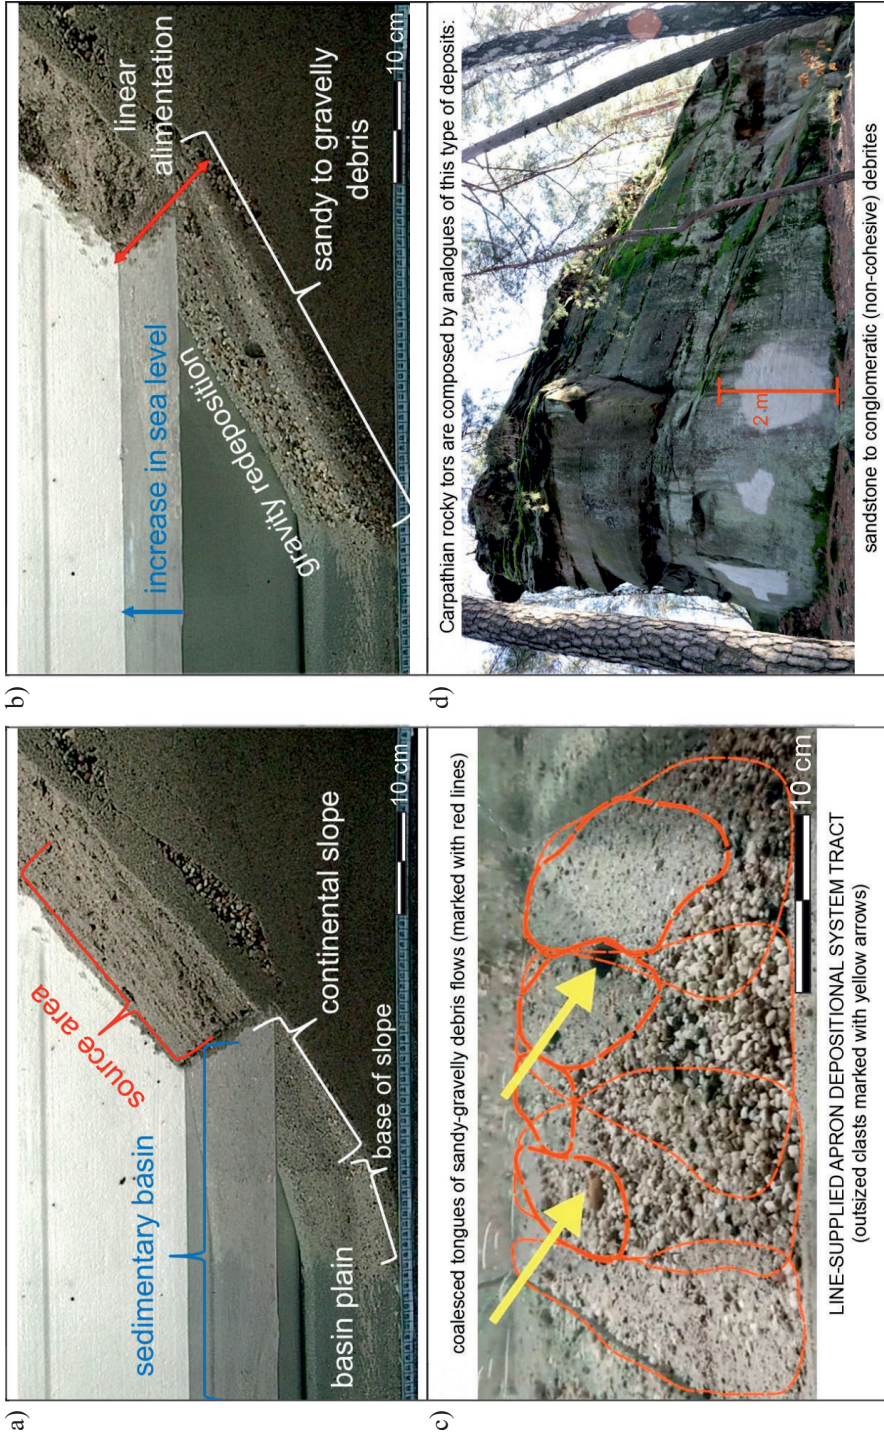 a)
source area
sedimentary basin
continental slope
base of slope
basin plain
10 cm
b)
linear
alimentation
increase in sea level
gravity redeposition
sandy to gravelly
debris
10 cm
c)
coalesced tongues of sandy-gravelly debris flows (marked with red lines)
10 cm
LINE-SUPPLIED APRON DEPOSITIONAL SYSTEM TRACT
(outsized clasts marked with yellow arrows)
d)
Carpathian rocky tors are composed by analogues of this type of deposits:
2 m
sandstone to conglomeratic (non-cohesive) debrites